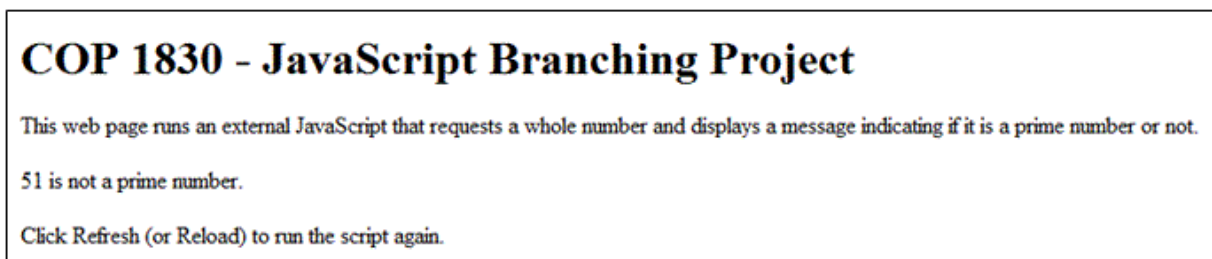 COP 1830 - JavaScript Branching Project
This web page runs an external JavaScript that requests a whole number and displays a message indicating if it is a prime number or not.
51 is not a prime number.
Click Refresh (or Reload) to run the script again.